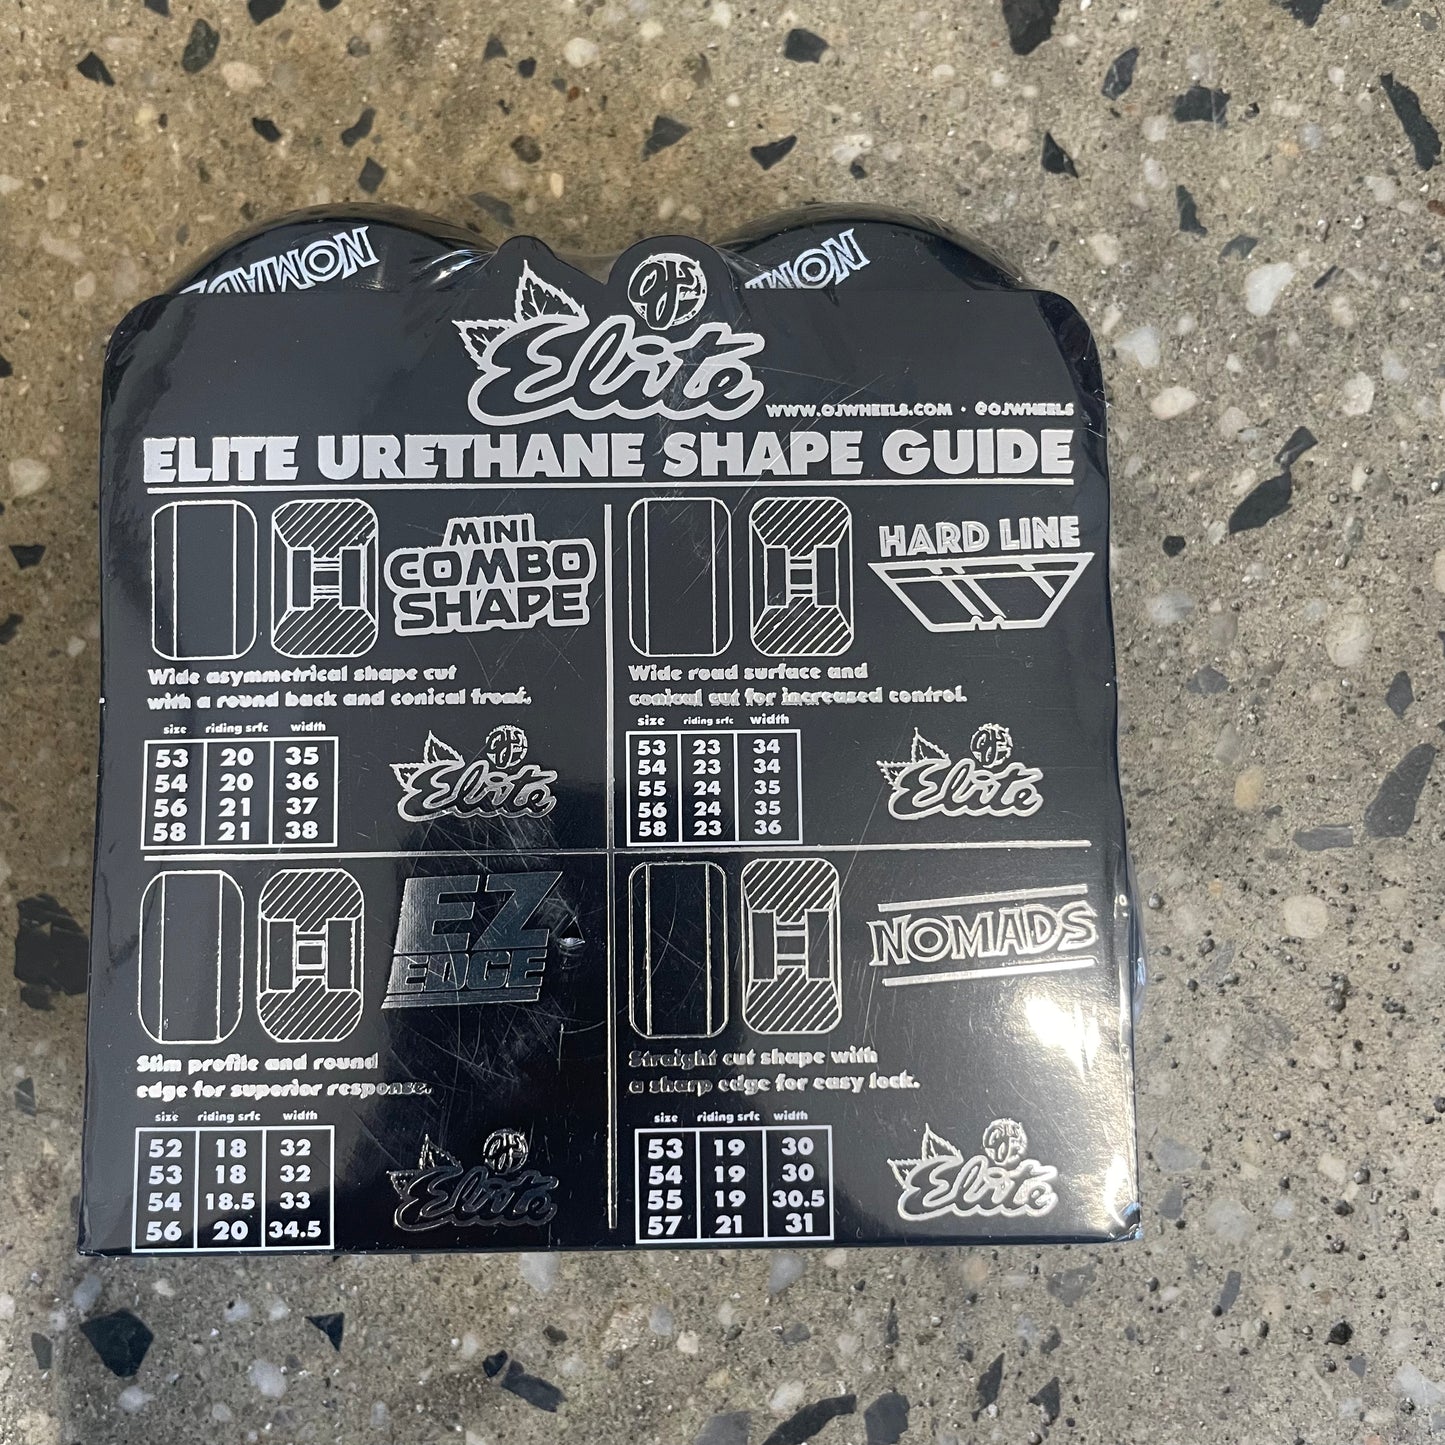 NOMAD
NOM
OJ
Elite
WWW.OJWHEELS.COM · @OJWHEELS
ELITE URETHANE SHAPE GUIDE
MINI
COMBO
SHAPE
Wide asymmetrical shape cut
with a round back and conical front.
size riding srfc width
53 20 35
54 20 36
56 21 37
58 21 38
OJ
Elite
HARD LINE
Wide road surface and
conical cut for increased control.
size riding srfc width
53 23 34
54 23 34
55 24 35
56 24 35
58 23 36
OJ
Elite
EZ
EDGE
Slim profile and round
edge for superior response.
size riding srfc width
52 18 32
53 18 32
54 18.5 33
56 20 34.5
OJ
Elite
NOMADS
Straight cut shape with
a sharp edge for easy lock.
size riding srfc width
53 19 30
54 19 30
55 19 30.5
57 21 31
OJ
Elite